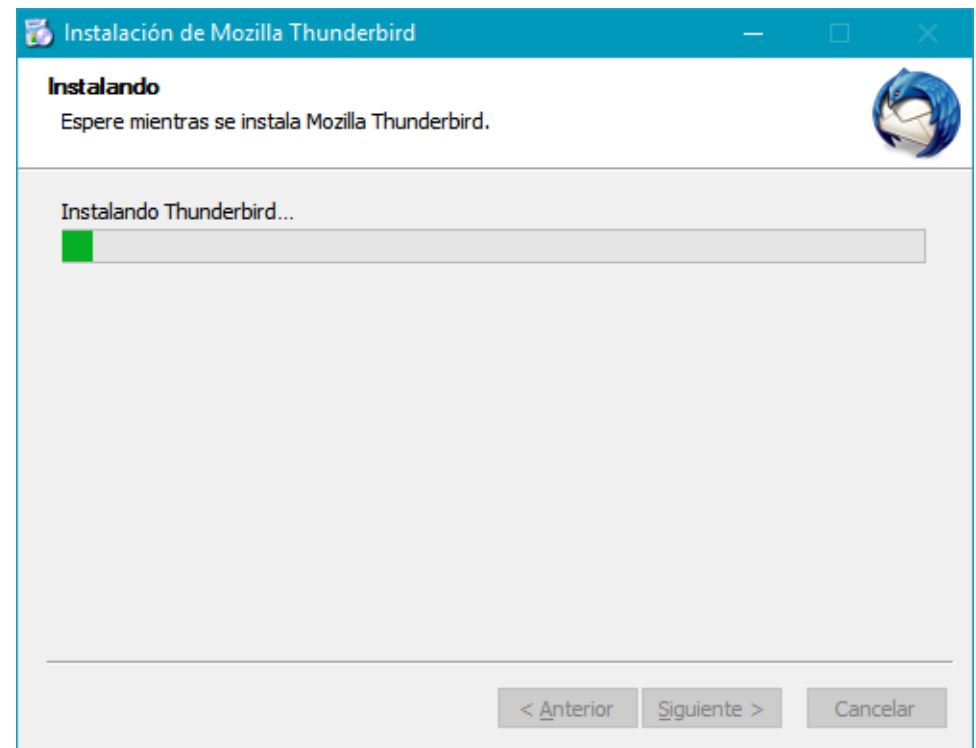 Instalación de Mozilla Thunderbird
Instalando
Espere mientras se instala Mozilla Thunderbird.
Instalando Thunderbird...
< Anterior Siguiente > Cancelar